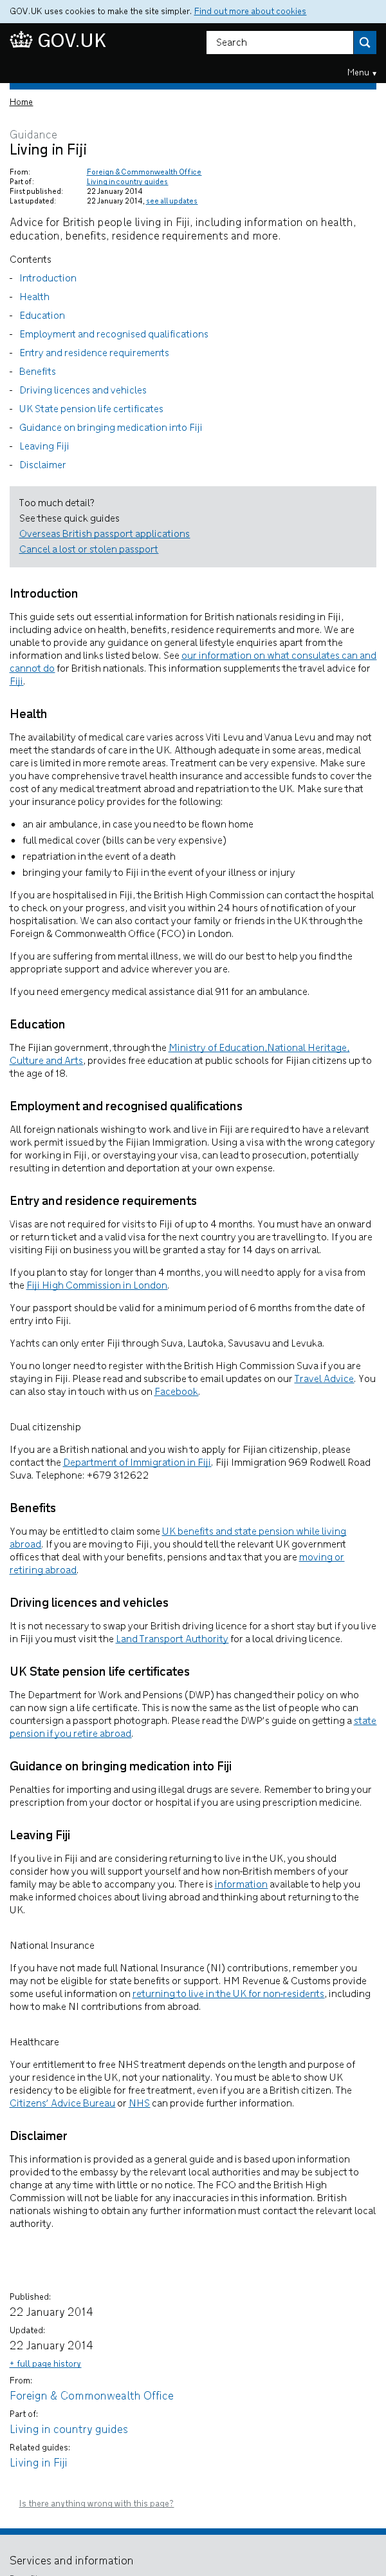 GOV.UK uses cookies to make the site simpler. Find out more about cookies
GOV.UK
Search
Menu ▾
Home
Guidance
Living in Fiji
From: Foreign & Commonwealth Office
Part of: Living in country guides
First published: 22 January 2014
Last updated: 22 January 2014, see all updates
Advice for British people living in Fiji, including information on health,
education, benefits, residence requirements and more.
Contents
- Introduction
- Health
- Education
- Employment and recognised qualifications
- Entry and residence requirements
- Benefits
- Driving licences and vehicles
- UK State pension life certificates
- Guidance on bringing medication into Fiji
- Leaving Fiji
- Disclaimer
Too much detail?
See these quick guides
Overseas British passport applications
Cancel a lost or stolen passport
Introduction
This guide sets out essential information for British nationals residing in Fiji,
including advice on health, benefits, residence requirements and more. We are
unable to provide any guidance on general lifestyle enquiries apart from the
information and links listed below. See our information on what consulates can and
cannot do for British nationals. This information supplements the travel advice for
Fiji.
Health
The availability of medical care varies across Viti Levu and Vanua Levu and may not
meet the standards of care in the UK. Although adequate in some areas, medical
care is limited in more remote areas. Treatment can be very expensive. Make sure
you have comprehensive travel health insurance and accessible funds to cover the
cost of any medical treatment abroad and repatriation to the UK. Make sure that
your insurance policy provides for the following:
• an air ambulance, in case you need to be flown home
• full medical cover (bills can be very expensive)
• repatriation in the event of a death
• bringing your family to Fiji in the event of your illness or injury
If you are hospitalised in Fiji, the British High Commission can contact the hospital
to check on your progress, and visit you within 24 hours of notification of your
hospitalisation. We can also contact your family or friends in the UK through the
Foreign & Commonwealth Office (FCO) in London.
If you are suffering from mental illness, we will do our best to help you find the
appropriate support and advice wherever you are.
If you need emergency medical assistance dial 911 for an ambulance.
Education
The Fijian government, through the Ministry of Education,National Heritage,
Culture and Arts, provides free education at public schools for Fijian citizens up to
the age of 18.
Employment and recognised qualifications
All foreign nationals wishing to work and live in Fiji are required to have a relevant
work permit issued by the Fijian Immigration. Using a visa with the wrong category
for working in Fiji, or overstaying your visa, can lead to prosecution, potentially
resulting in detention and deportation at your own expense.
Entry and residence requirements
Visas are not required for visits to Fiji of up to 4 months. You must have an onward
or return ticket and a valid visa for the next country you are travelling to. If you are
visiting Fiji on business you will be granted a stay for 14 days on arrival.
If you plan to stay for longer than 4 months, you will need to apply for a visa from
the Fiji High Commission in London.
Your passport should be valid for a minimum period of 6 months from the date of
entry into Fiji.
Yachts can only enter Fiji through Suva, Lautoka, Savusavu and Levuka.
You no longer need to register with the British High Commission Suva if you are
staying in Fiji. Please read and subscribe to email updates on our Travel Advice. You
can also stay in touch with us on Facebook.
Dual citizenship
If you are a British national and you wish to apply for Fijian citizenship, please
contact the Department of Immigration in Fiji. Fiji Immigration 969 Rodwell Road
Suva. Telephone: +679 312622
Benefits
You may be entitled to claim some UK benefits and state pension while living
abroad. If you are moving to Fiji, you should tell the relevant UK government
offices that deal with your benefits, pensions and tax that you are moving or
retiring abroad.
Driving licences and vehicles
It is not necessary to swap your British driving licence for a short stay but if you live
in Fiji you must visit the Land Transport Authority for a local driving licence.
UK State pension life certificates
The Department for Work and Pensions (DWP) has changed their policy on who
can now sign a life certificate. This is now the same as the list of people who can
countersign a passport photograph. Please read the DWP's guide on getting a state
pension if you retire abroad.
Guidance on bringing medication into Fiji
Penalties for importing and using illegal drugs are severe. Remember to bring your
prescription from your doctor or hospital if you are using prescription medicine.
Leaving Fiji
If you live in Fiji and are considering returning to live in the UK, you should
consider how you will support yourself and how non-British members of your
family may be able to accompany you. There is information available to help you
make informed choices about living abroad and thinking about returning to the
UK.
National Insurance
If you have not made full National Insurance (NI) contributions, remember you
may not be eligible for state benefits or support. HM Revenue & Customs provide
some useful information on returning to live in the UK for non-residents, including
how to make NI contributions from abroad.
Healthcare
Your entitlement to free NHS treatment depends on the length and purpose of
your residence in the UK, not your nationality. You must be able to show UK
residency to be eligible for free treatment, even if you are a British citizen. The
Citizens' Advice Bureau or NHS can provide further information.
Disclaimer
This information is provided as a general guide and is based upon information
provided to the embassy by the relevant local authorities and may be subject to
change at any time with little or no notice. The FCO and the British High
Commission will not be liable for any inaccuracies in this information. British
nationals wishing to obtain any further information must contact the relevant local
authority.
Published:
22 January 2014
Updated:
22 January 2014
+ full page history
From:
Foreign & Commonwealth Office
Part of:
Living in country guides
Related guides:
Living in Fiji
Is there anything wrong with this page?
Services and information